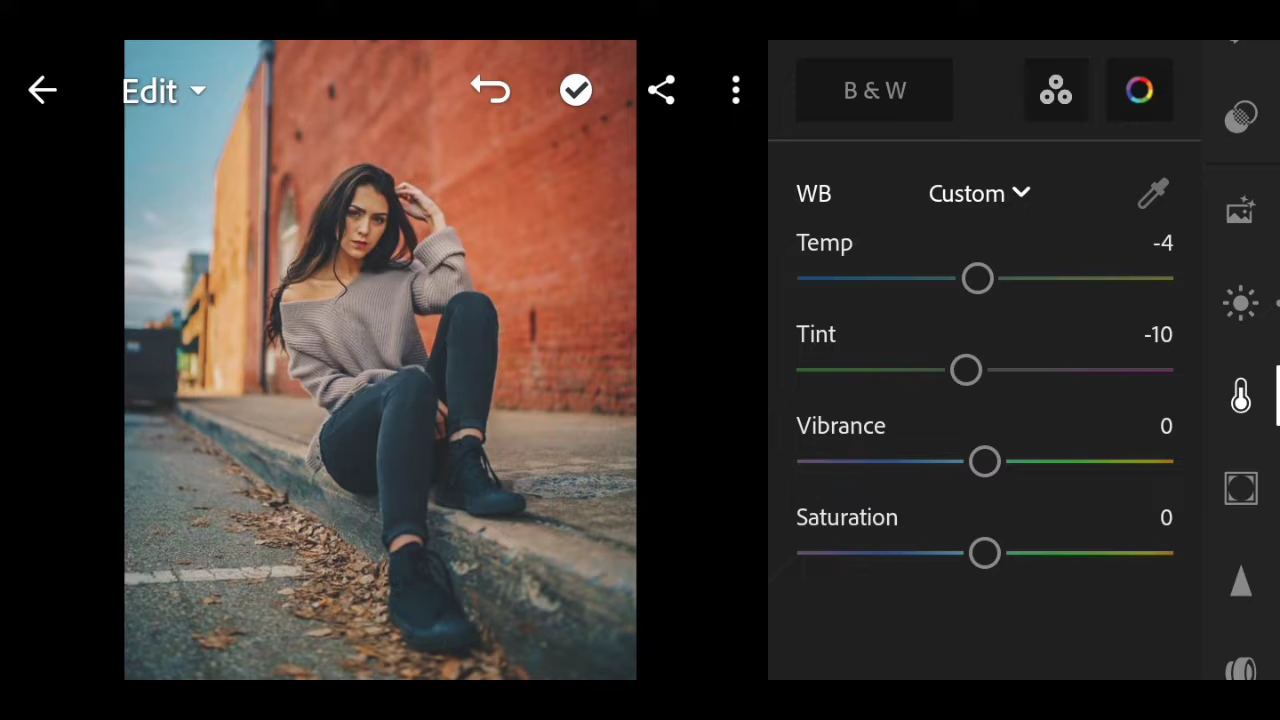 Edit
B & W
WB Custom
Temp -4
Tint -10
Vibrance 0
Saturation 0